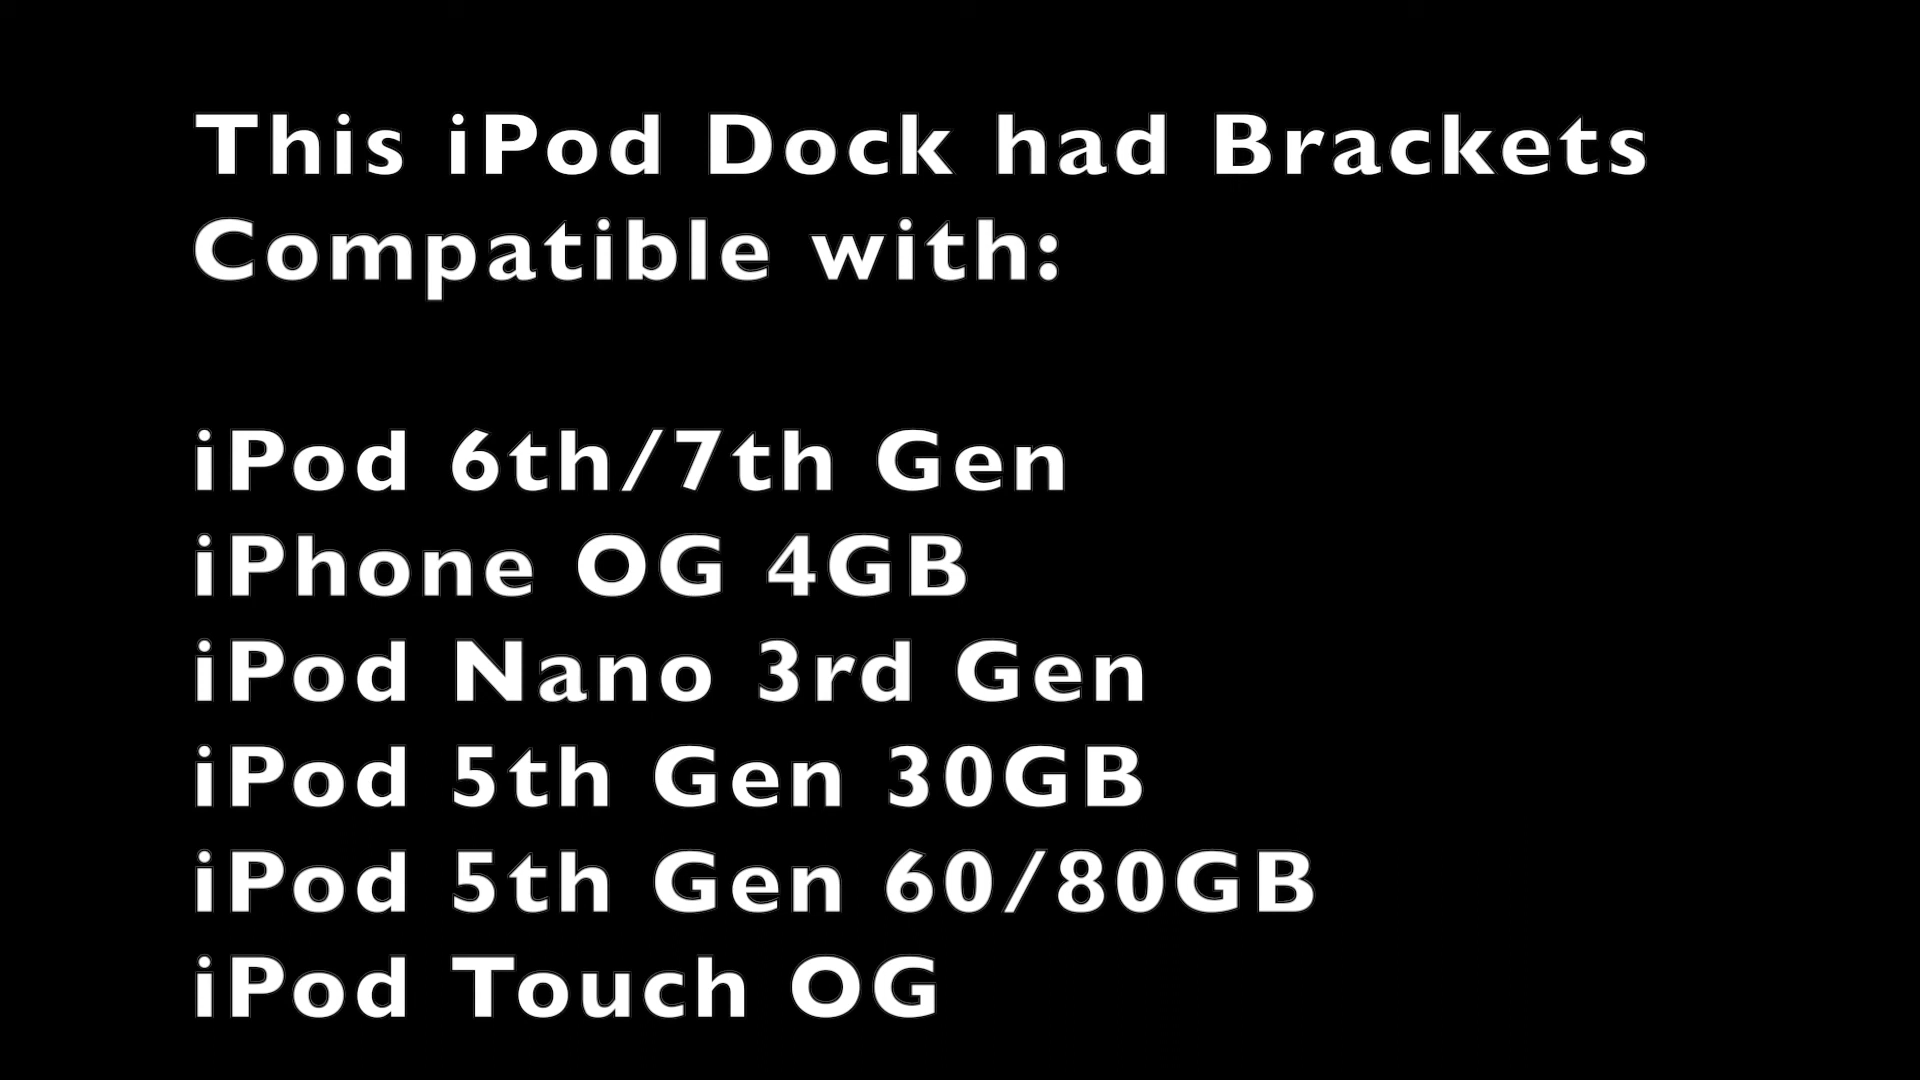 This iPod Dock had Brackets
Compatible with:
iPod 6th/7th Gen
iPhone OG 4GB
iPod Nano 3rd Gen
iPod 5th Gen 30GB
iPod 5th Gen 60/80GB
iPod Touch OG